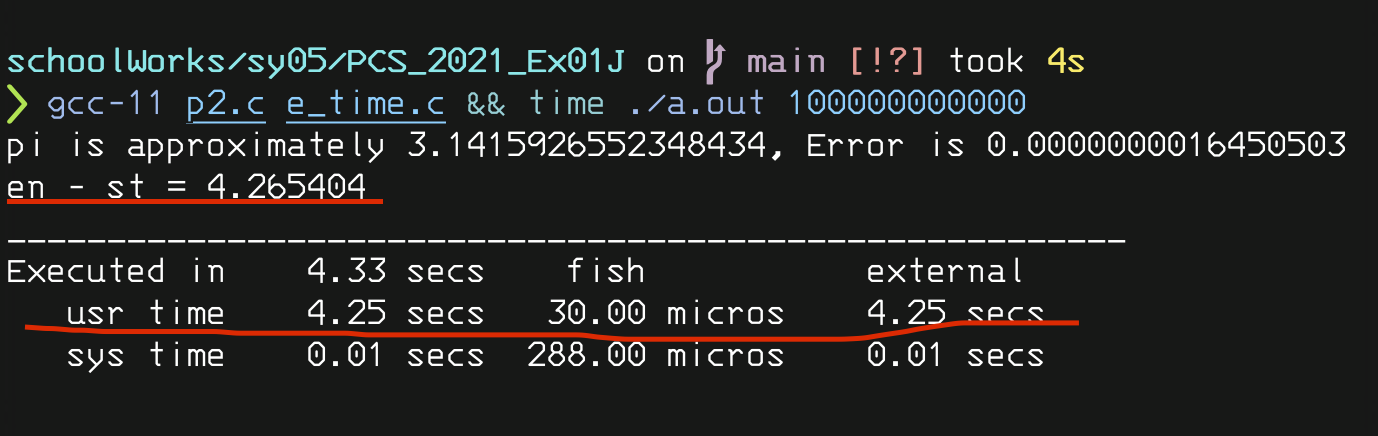 schoolWorks/sy05/PCS_2021_Ex01J on main [!?] took 4s
❯ gcc-11 p2.c e_time.c && time ./a.out 100000000000
pi is approximately 3.1415926552348434, Error is 0.0000000016450503
en - st = 4.265404
________________________________________________________
Executed in 4.33 secs fish external
usr time 4.25 secs 30.00 micros 4.25 secs
sys time 0.01 secs 288.00 micros 0.01 secs